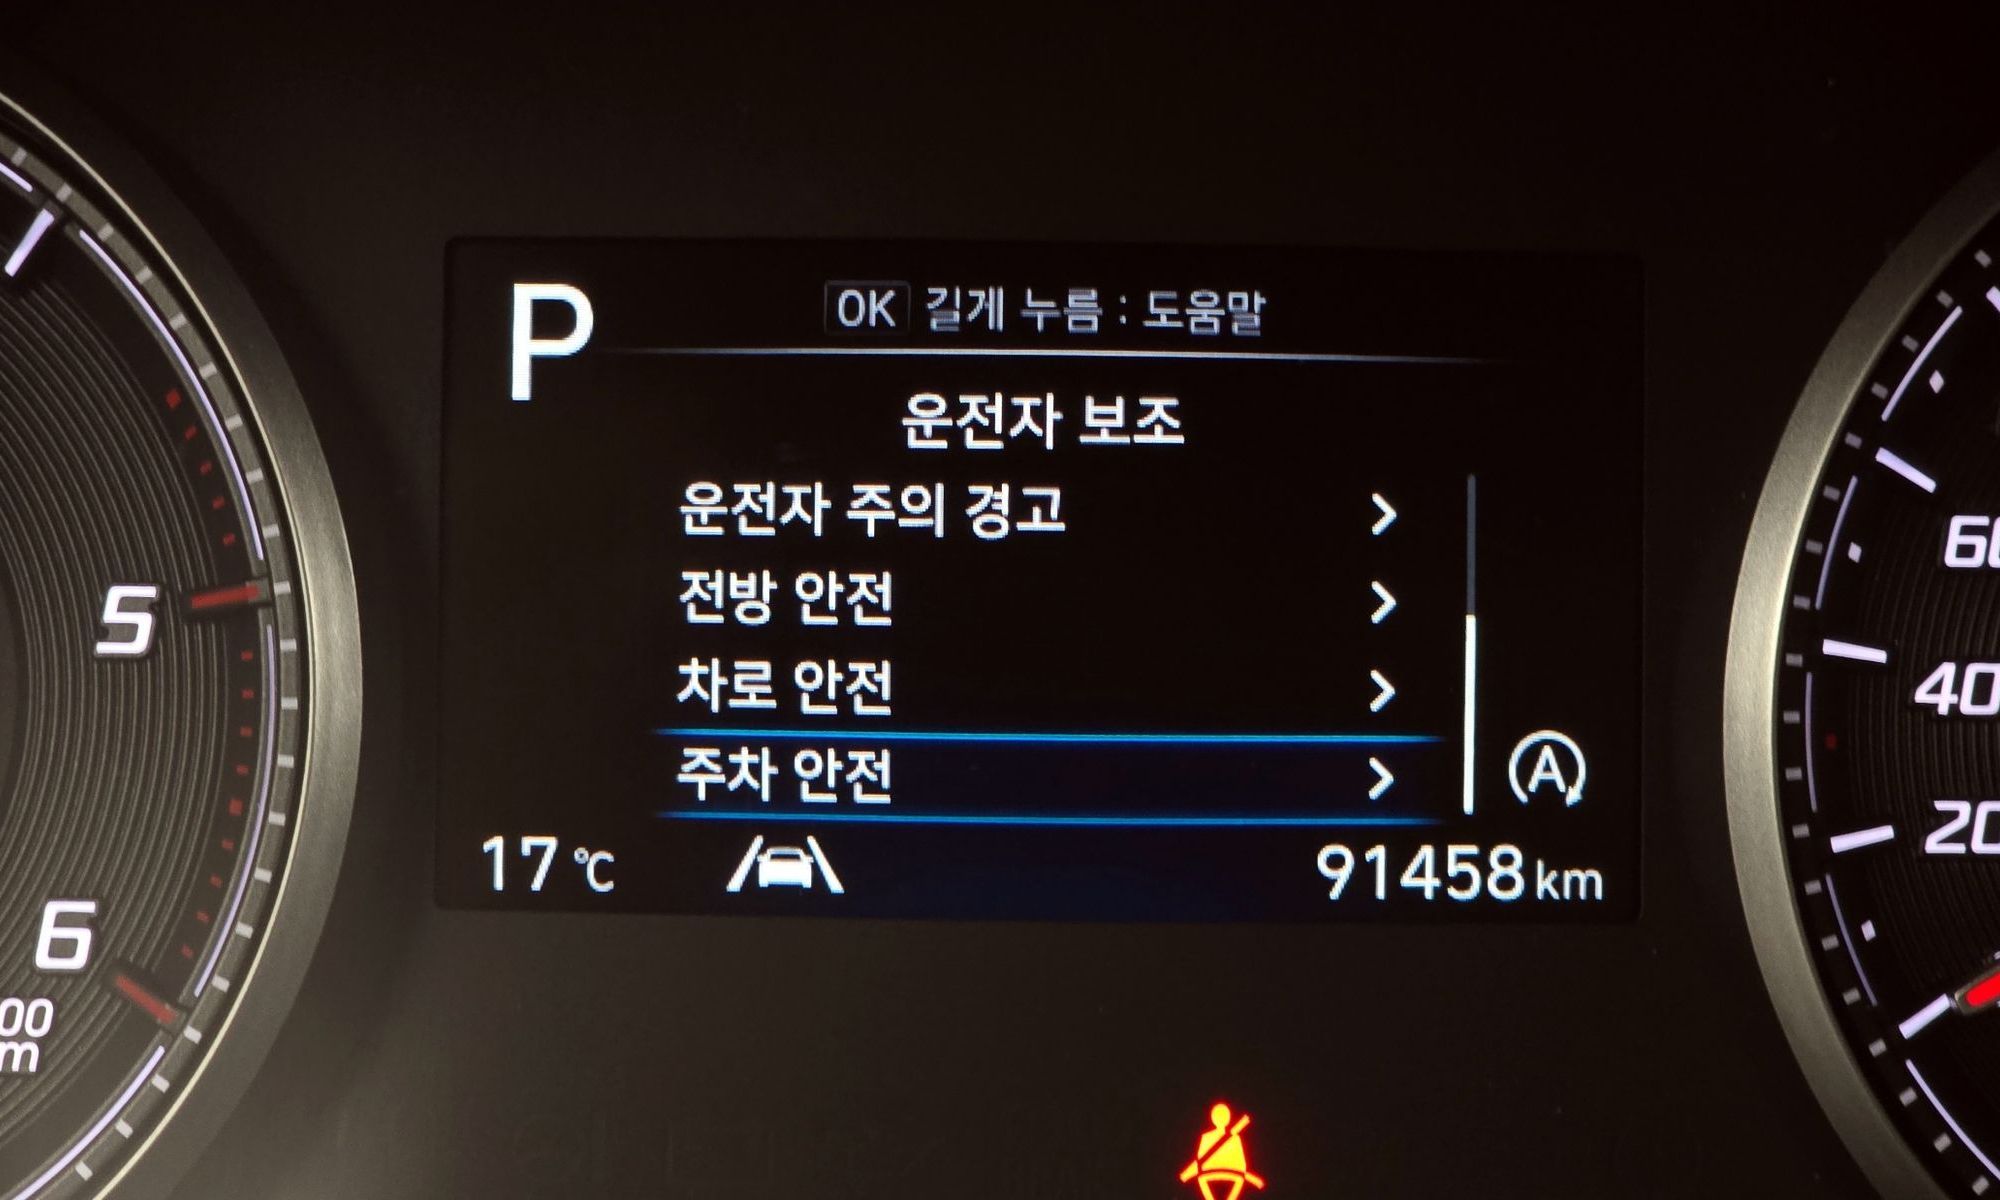 P
OK 길게 누름 : 도움말
운전자 보조
운전자 주의 경고
전방 안전
차로 안전
주차 안전
A
17 °C
91458 km
5
6
40
20